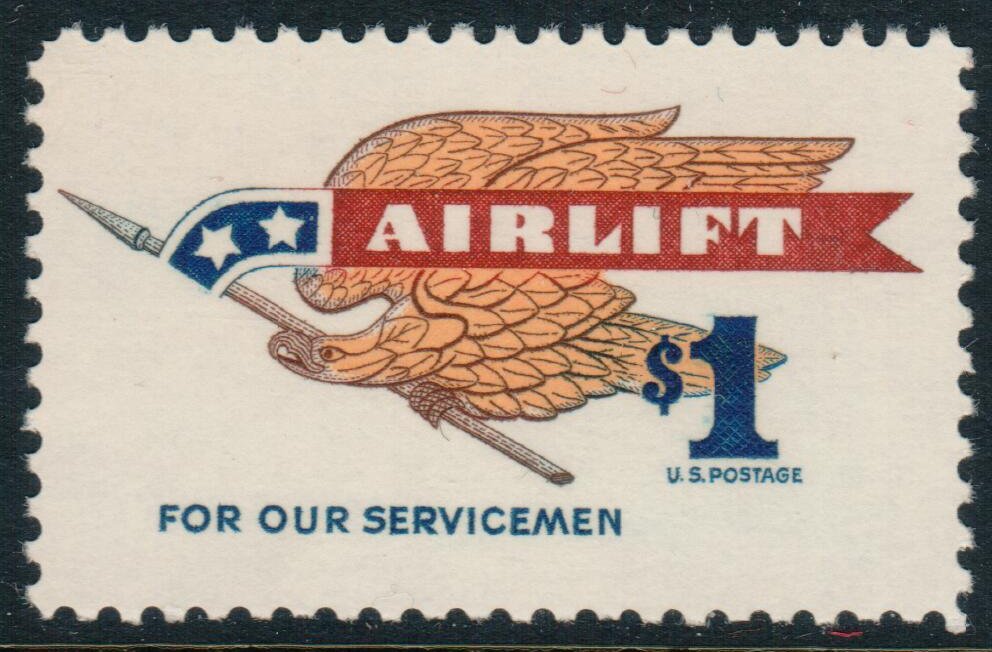 AIRLIFT
$1
U.S. POSTAGE
FOR OUR SERVICEMEN